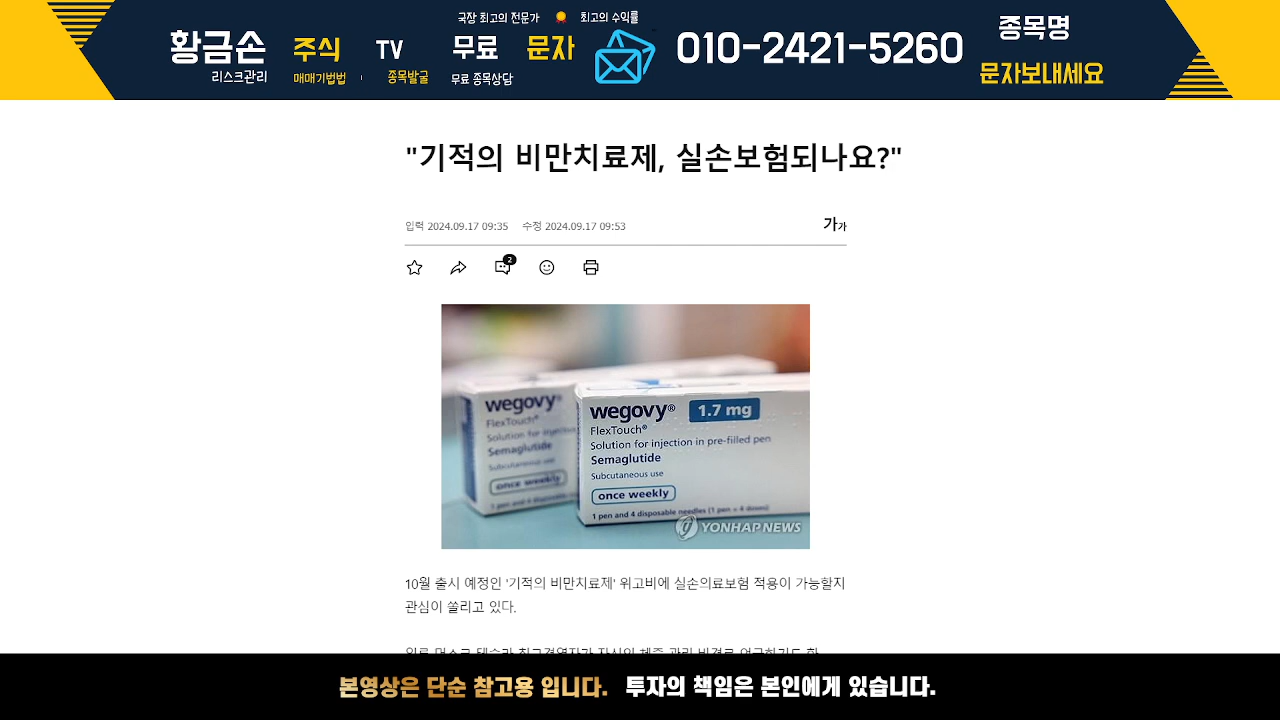 국장 최고의 전문가 최고의 수익률
황금손 주식 TV 무료 문자 010-2421-5260 종목명
리스크관리 매매기법법 종목발굴 무료 종목상담 문자보내세요
"기적의 비만치료제, 실손보험되나요?"
입력 2024.09.17 09:35 수정 2024.09.17 09:53 가가
2
wegovy®
FlexTouch®
Solution for injection
Semaglutide
Subcutaneous use
once weekly
1 pen and 4 disposable
wegovy® 1.7 mg
FlexTouch®
Solution for injection in pre-filled pen
Semaglutide
Subcutaneous use
once weekly
1 pen and 4 disposable needles (1 pen = 4 doses)
YONHAP NEWS
10월 출시 예정인 '기적의 비만치료제' 위고비에 실손의료보험 적용이 가능할지
관심이 쏠리고 있다.
본영상은 단순 참고용 입니다. 투자의 책임은 본인에게 있습니다.